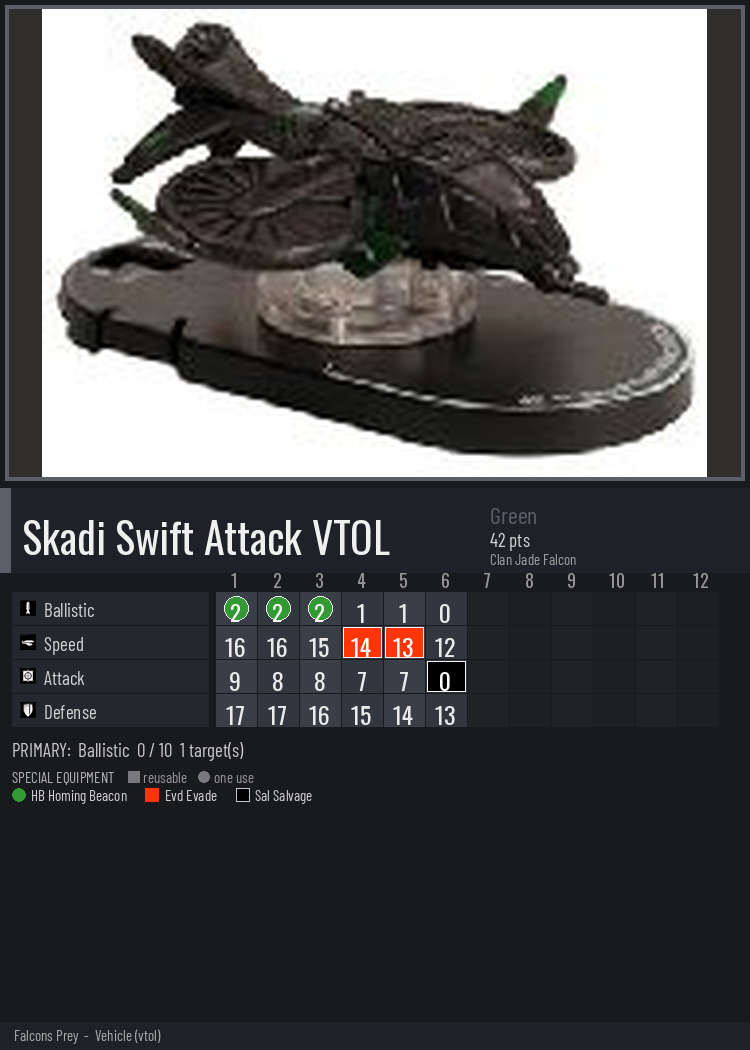 Skadi Swift Attack VTOL
Green
42 pts
Clan Jade Falcon
1 2 3 4 5 6 7 8 9 10 11 12
Ballistic 2 2 2 1 1 0
Speed 16 16 15 14 13 12
Attack 9 8 8 7 7 0
Defense 17 17 16 15 14 13
PRIMARY: Ballistic 0 / 10 1 target(s)
SPECIAL EQUIPMENT reusable one use
HB Homing Beacon Evd Evade Sal Salvage
Falcons Prey - Vehicle (vtol)